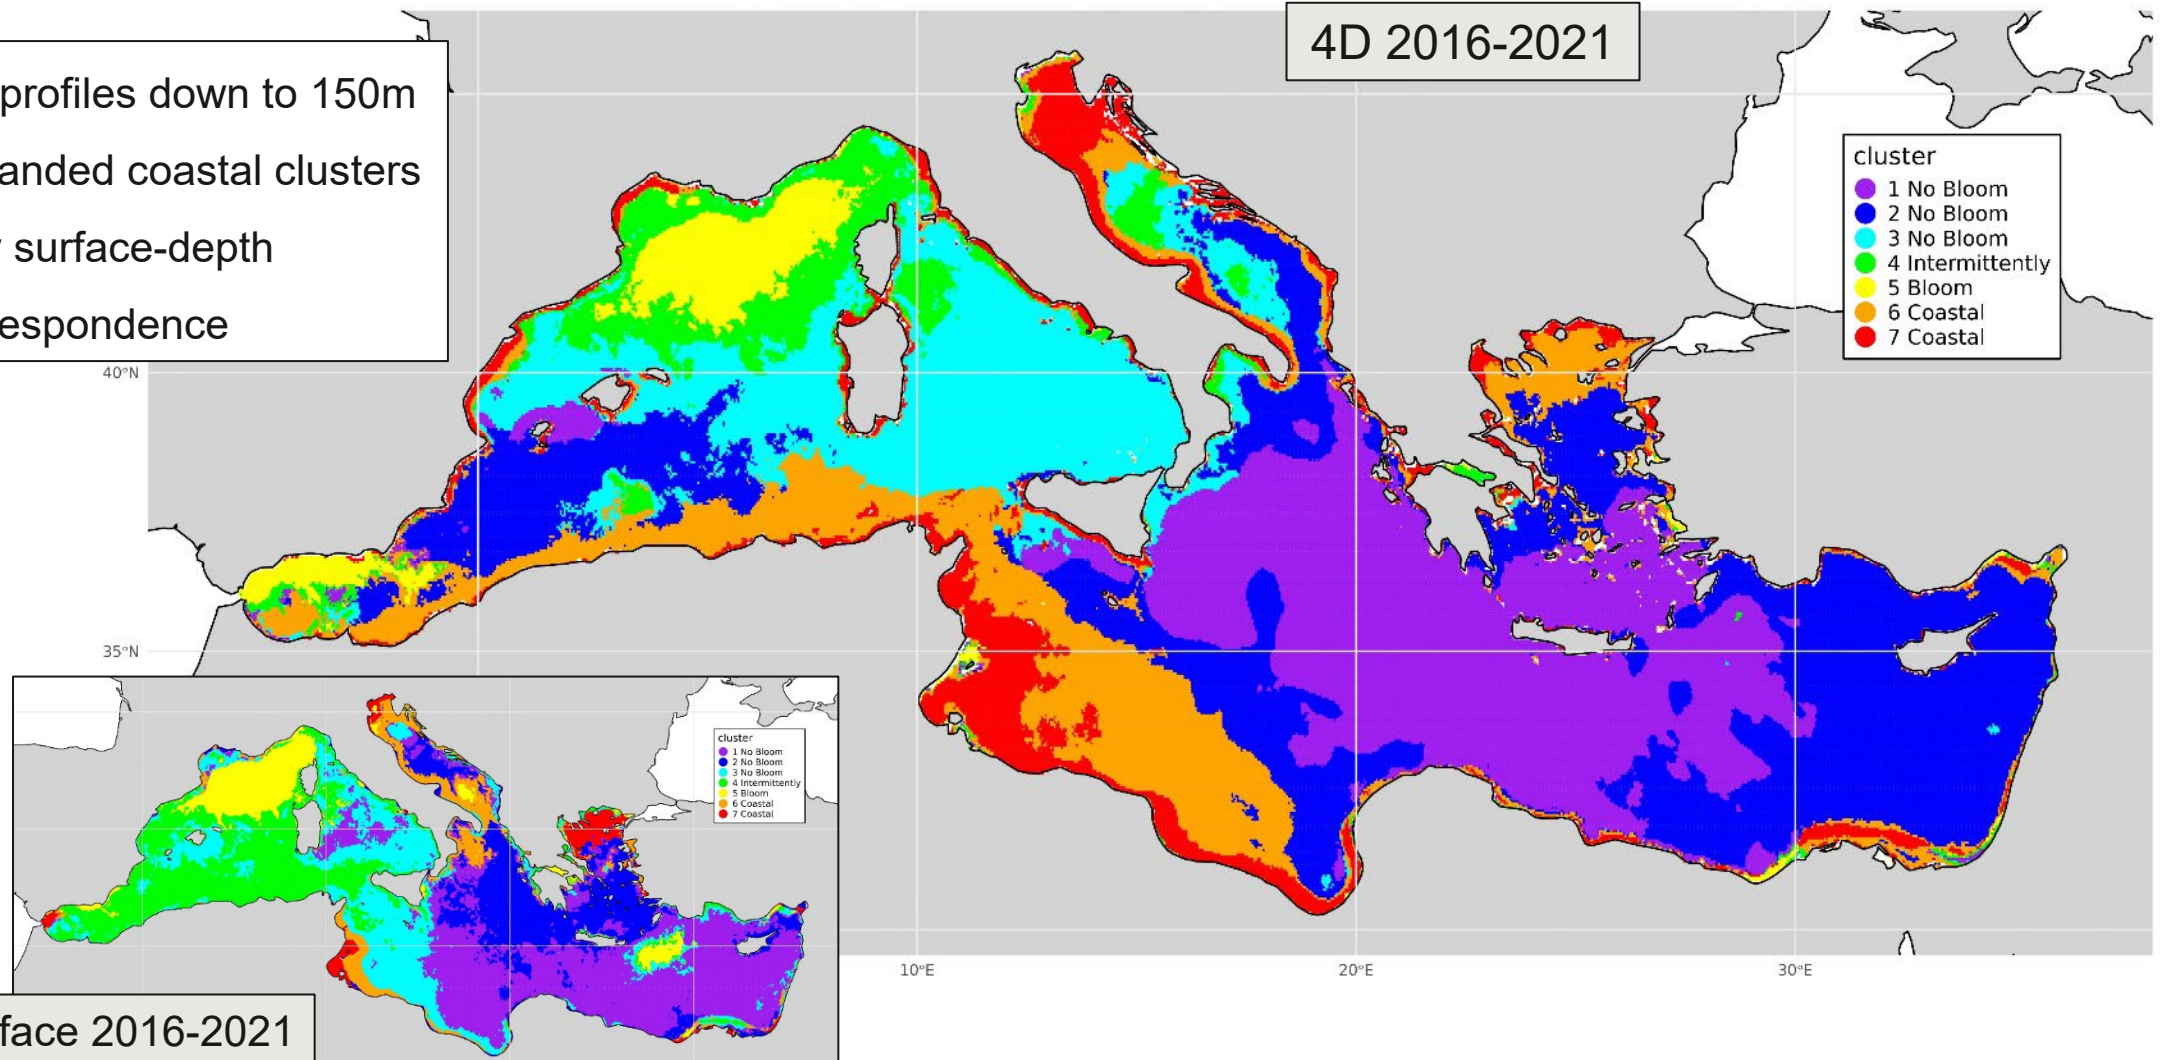 4D 2016-2021
profiles down to 150m
anded coastal clusters
surface-depth
espondence
cluster
1 No Bloom
2 No Bloom
3 No Bloom
4 Intermittently
5 Bloom
6 Coastal
7 Coastal
40°N
35°N
10°E
20°E
30°E
cluster
1 No Bloom
2 No Bloom
3 No Bloom
4 Intermittently
5 Bloom
6 Coastal
7 Coastal
face 2016-2021